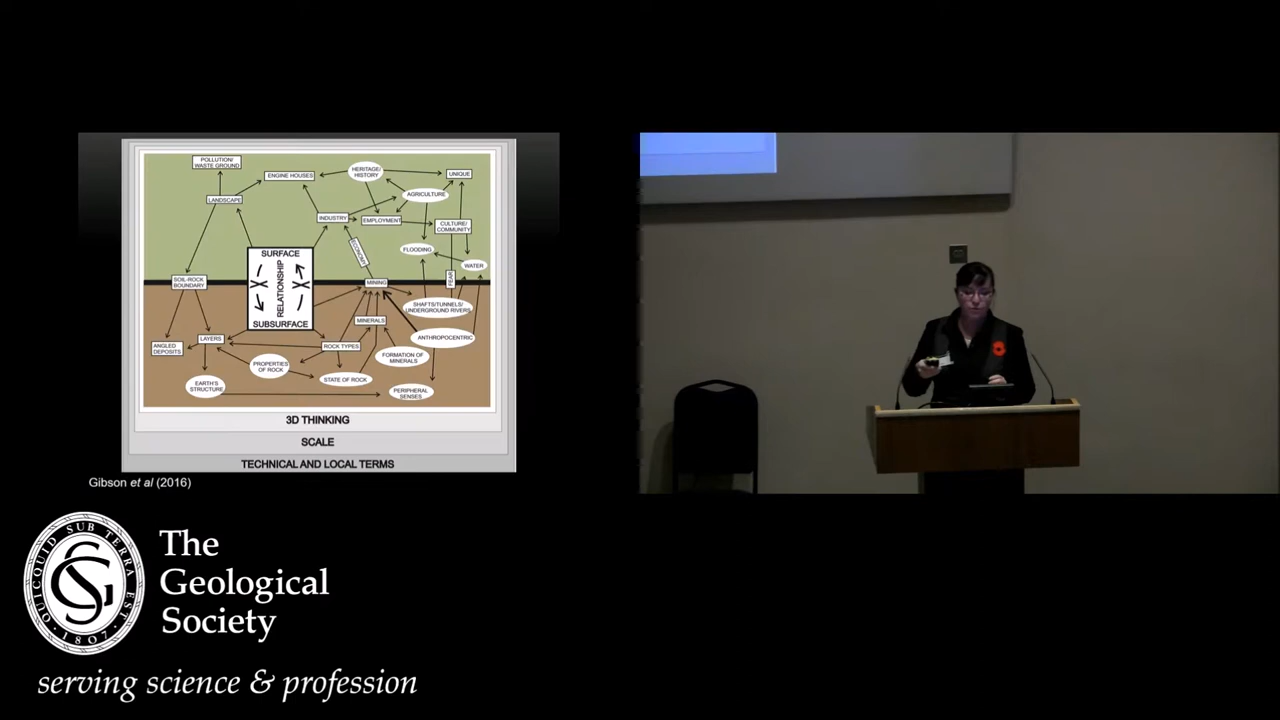 POLLUTION/
WASTE GROUND
ENGINE HOUSES
HERITAGE/
HISTORY
UNIQUE
LANDSCAPE
AGRICULTURE
INDUSTRY
EMPLOYMENT
CULTURE/
COMMUNITY
ECONOMY
FLOODING
WATER
SURFACE
RELATIONSHIP
SUBSURFACE
SOIL-ROCK
BOUNDARY
MINING
FEAR
SHAFTS/TUNNELS/
UNDERGROUND RIVERS
MINERALS
ANTHROPOCENTRIC
LAYERS
ANGLED
DEPOSITS
ROCK TYPES
FORMATION OF
MINERALS
PROPERTIES
OF ROCK
STATE OF ROCK
EARTH'S
STRUCTURE
PERIPHERAL
SENSES
3D THINKING
SCALE
TECHNICAL AND LOCAL TERMS
Gibson et al (2016)
QUICQUID SUB TERRA EST
· 1807 ·
The
Geological
Society
serving science & profession